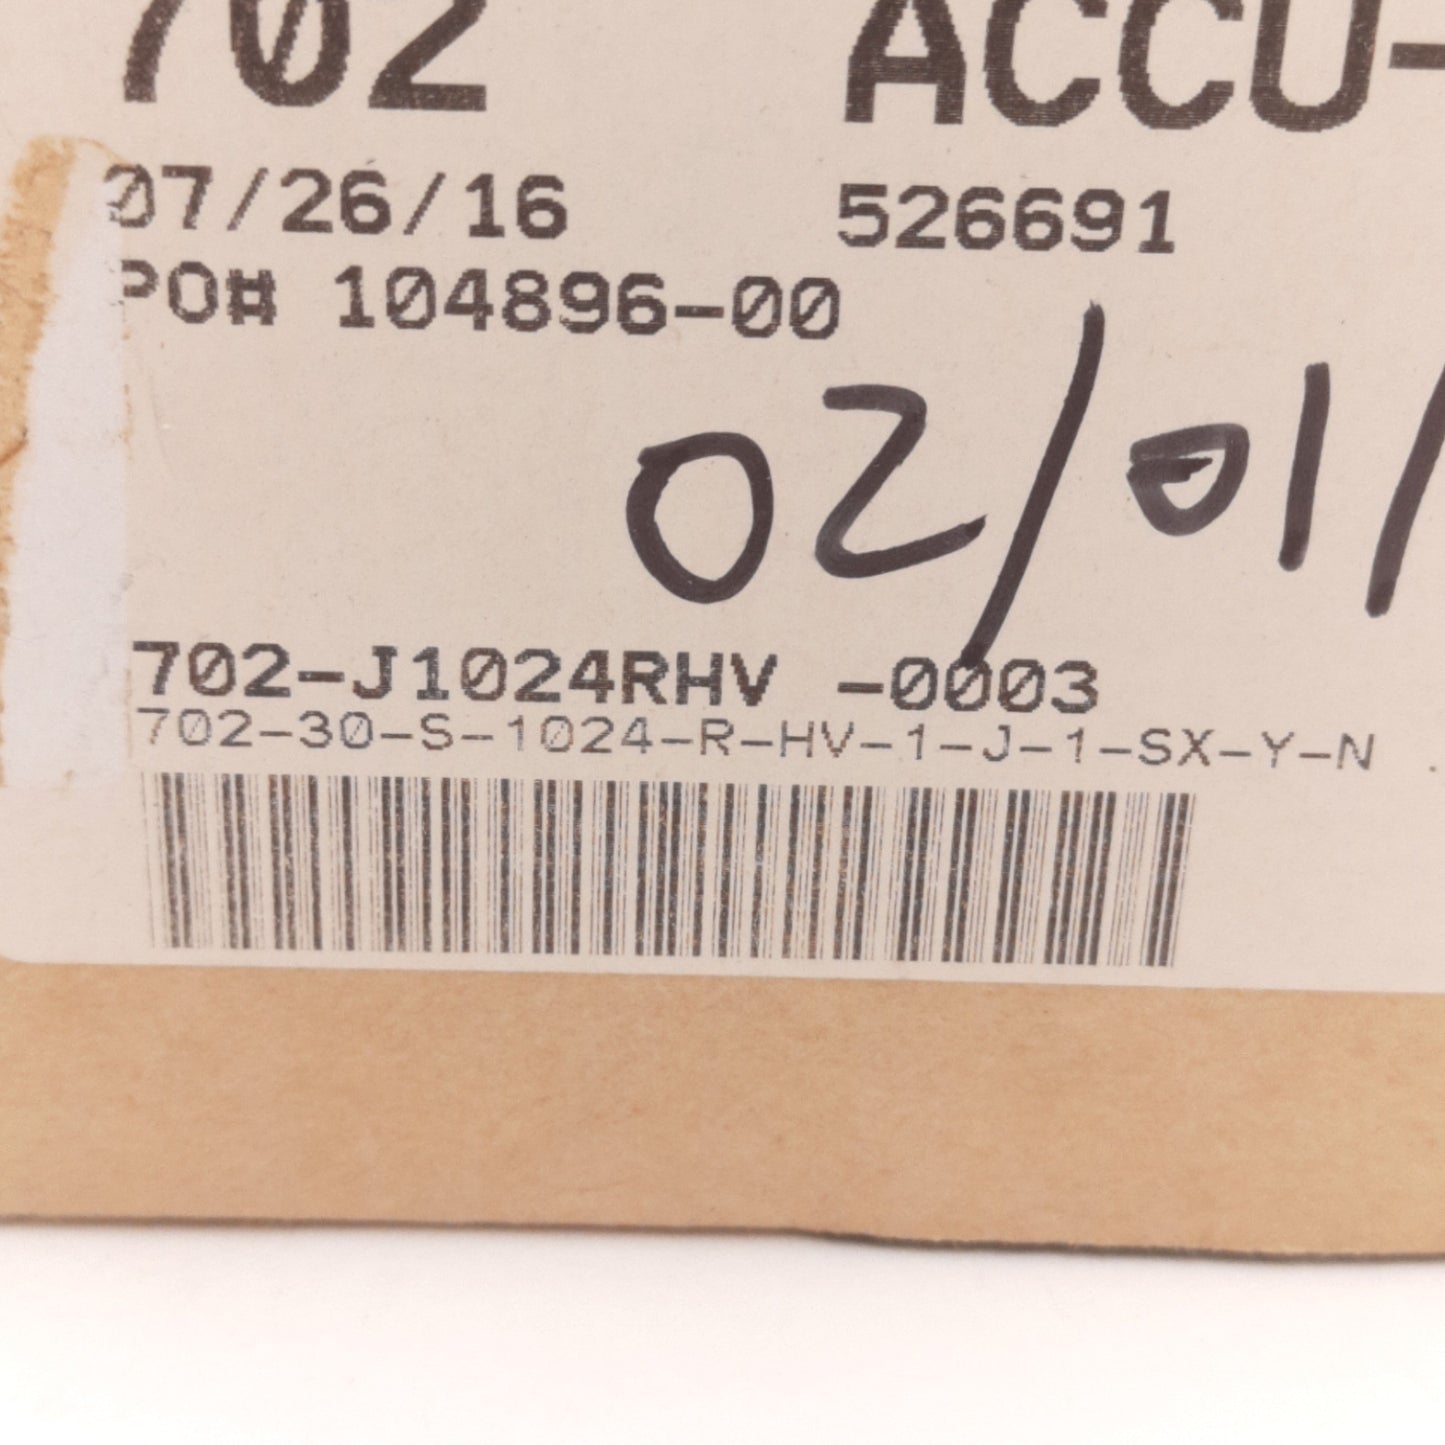 702 ACCU-
07/26/16 526691
PO# 104896-00
02/01/
702-J1024RHV -0003
702-30-S-1024-R-HV-1-J-1-SX-Y-N .